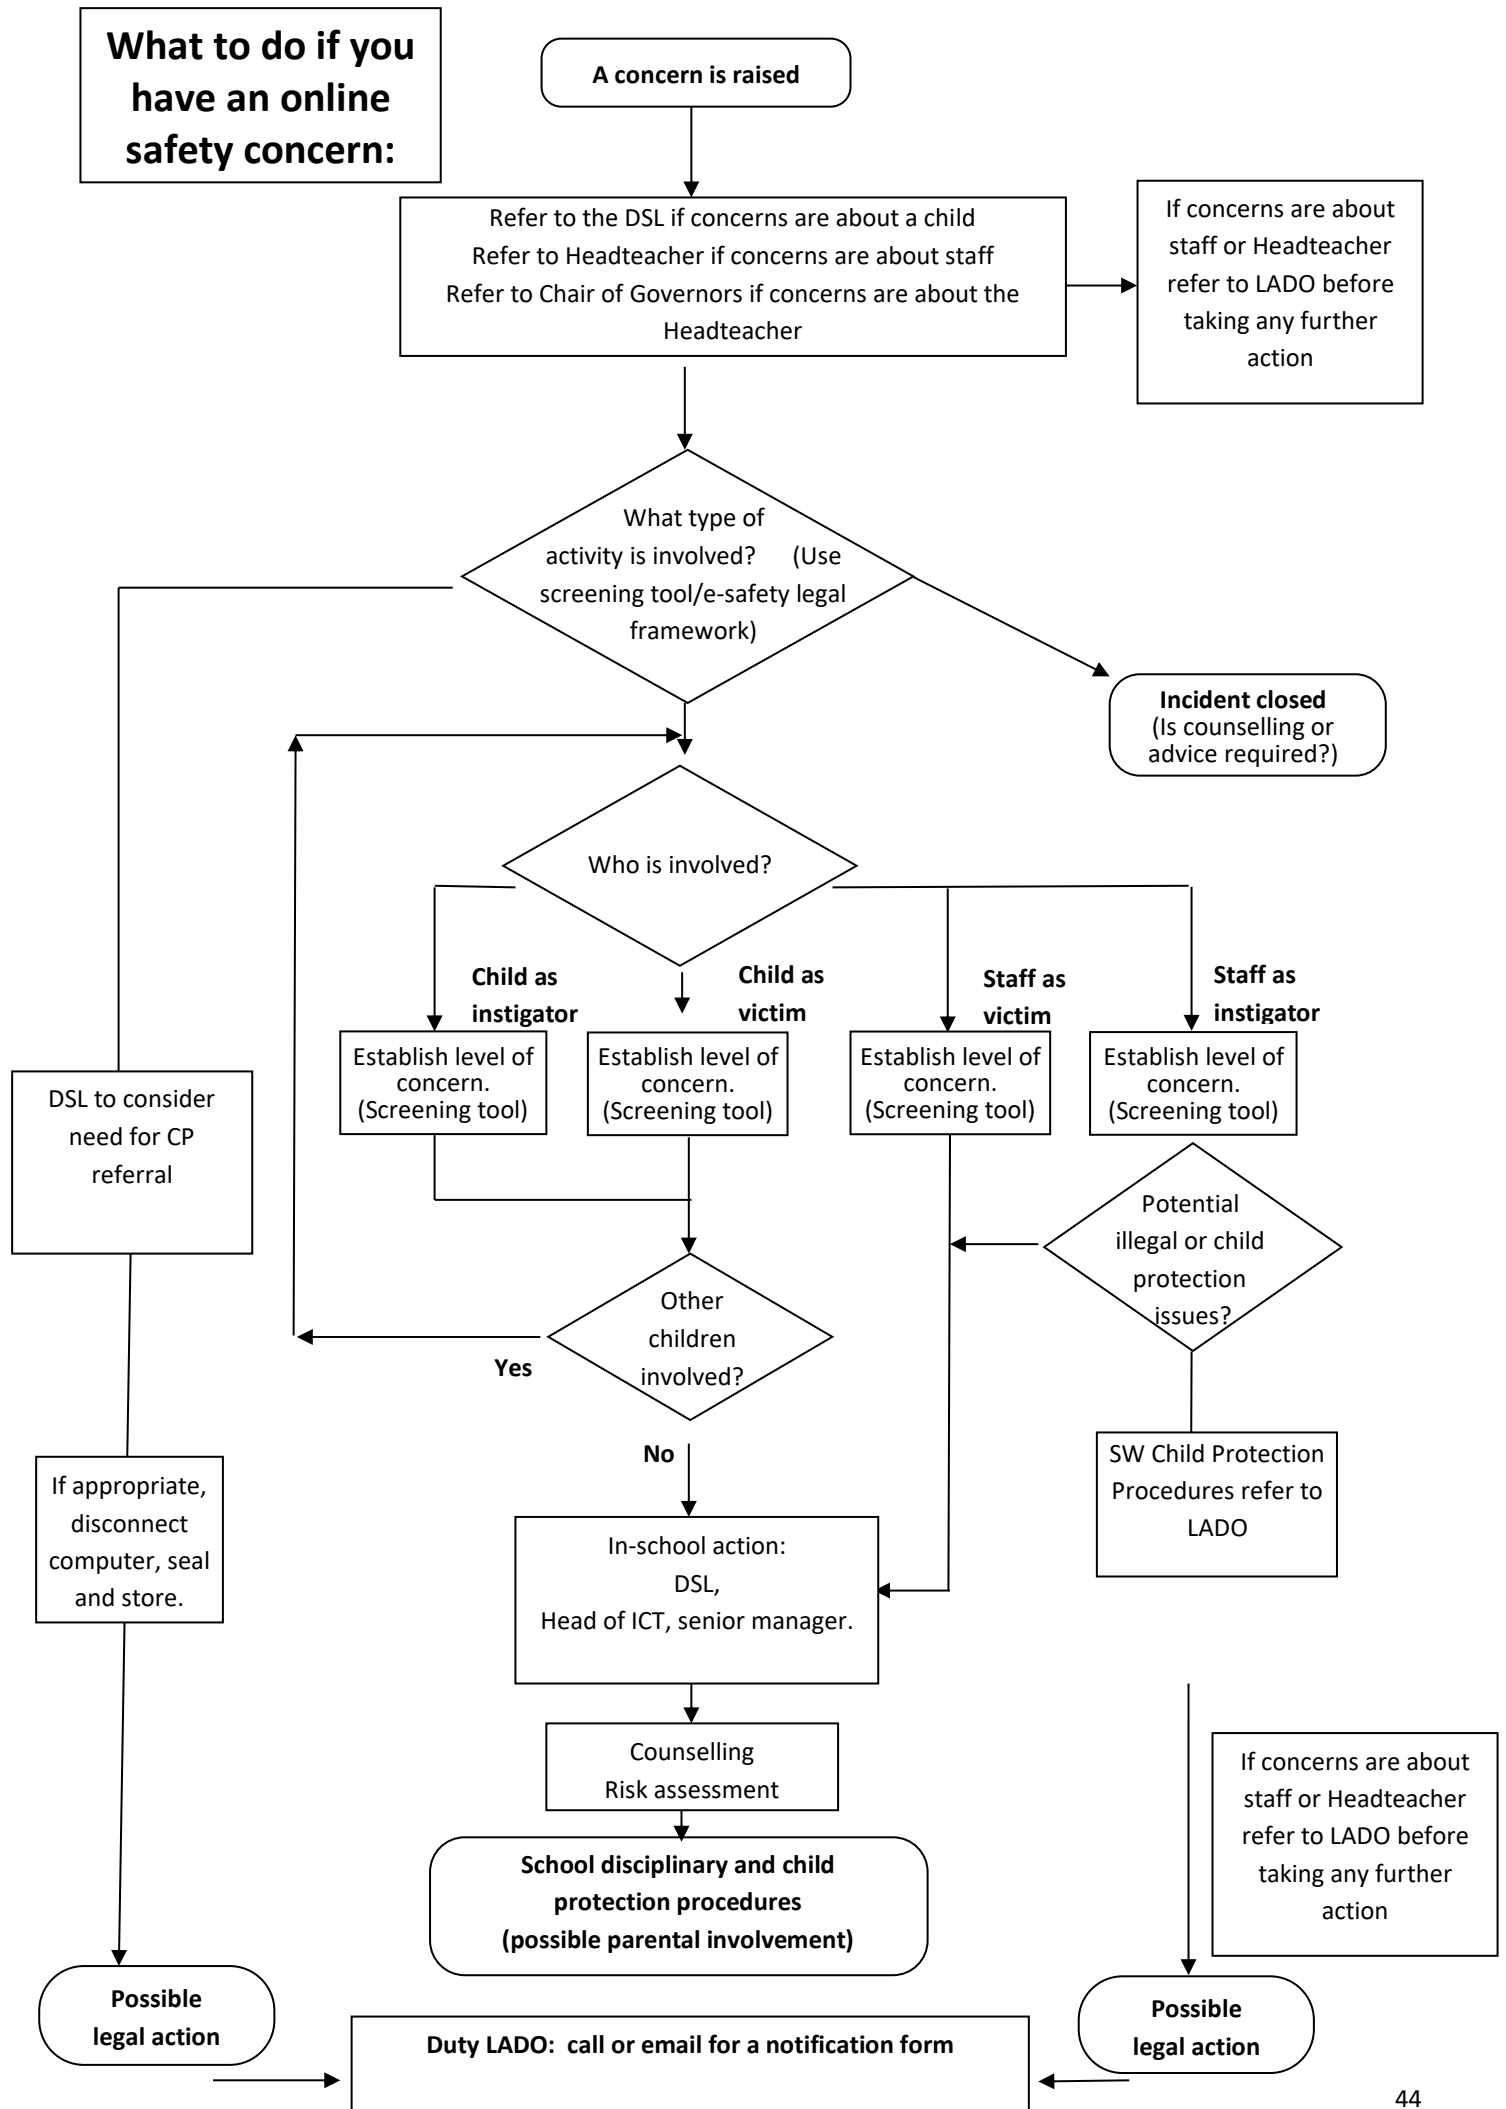 What to do if you
have an online
safety concern:
A concern is raised
Refer to the DSL if concerns are about a child
Refer to Headteacher if concerns are about staff
Refer to Chair of Governors if concerns are about the
Headteacher
If concerns are about
staff or Headteacher
refer to LADO before
taking any further
action
What type of
activity is involved? (Use
screening tool/e-safety legal
framework)
Incident closed
(Is counselling or
advice required?)
Who is involved?
Child as
instigator
Child as
victim
Staff as
victim
Staff as
instigator
Establish level of
concern.
(Screening tool)
Establish level of
concern.
(Screening tool)
Establish level of
concern.
(Screening tool)
Establish level of
concern.
(Screening tool)
DSL to consider
need for CP
referral
Potential
illegal or child
protection
issues?
Other
children
involved?
Yes
No
SW Child Protection
Procedures refer to
LADO
If appropriate,
disconnect
computer, seal
and store.
In-school action:
DSL,
Head of ICT, senior manager.
Counselling
Risk assessment
If concerns are about
staff or Headteacher
refer to LADO before
taking any further
action
School disciplinary and child
protection procedures
(possible parental involvement)
Possible
legal action
Possible
legal action
Duty LADO: call or email for a notification form
44